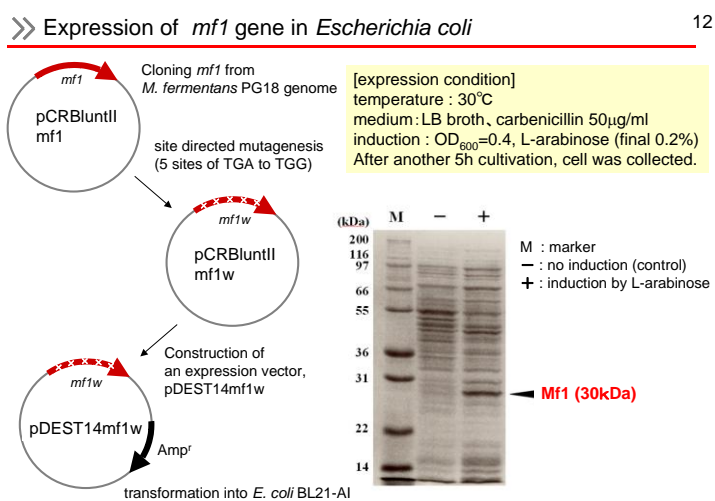 Expression of mf1 gene in Escherichia coli
12
mf1
pCRBluntII
mf1
Cloning mf1 from
M. fermentans PG18 genome
site directed mutagenesis
(5 sites of TGA to TGG)
[expression condition]
temperature : 30℃
medium:LB broth、carbenicillin 50μg/ml
induction : OD600=0.4, L-arabinose (final 0.2%)
After another 5h cultivation, cell was collected.
mf1w
pCRBluntII
mf1w
Construction of
an expression vector,
pDEST14mf1w
mf1w
pDEST14mf1w
Ampr
transformation into E. coli BL21-AI
(kDa) M − +
200
116
97
66
55
36
31
22
14
M : marker
− : no induction (control)
+ : induction by L-arabinose
Mf1 (30kDa)